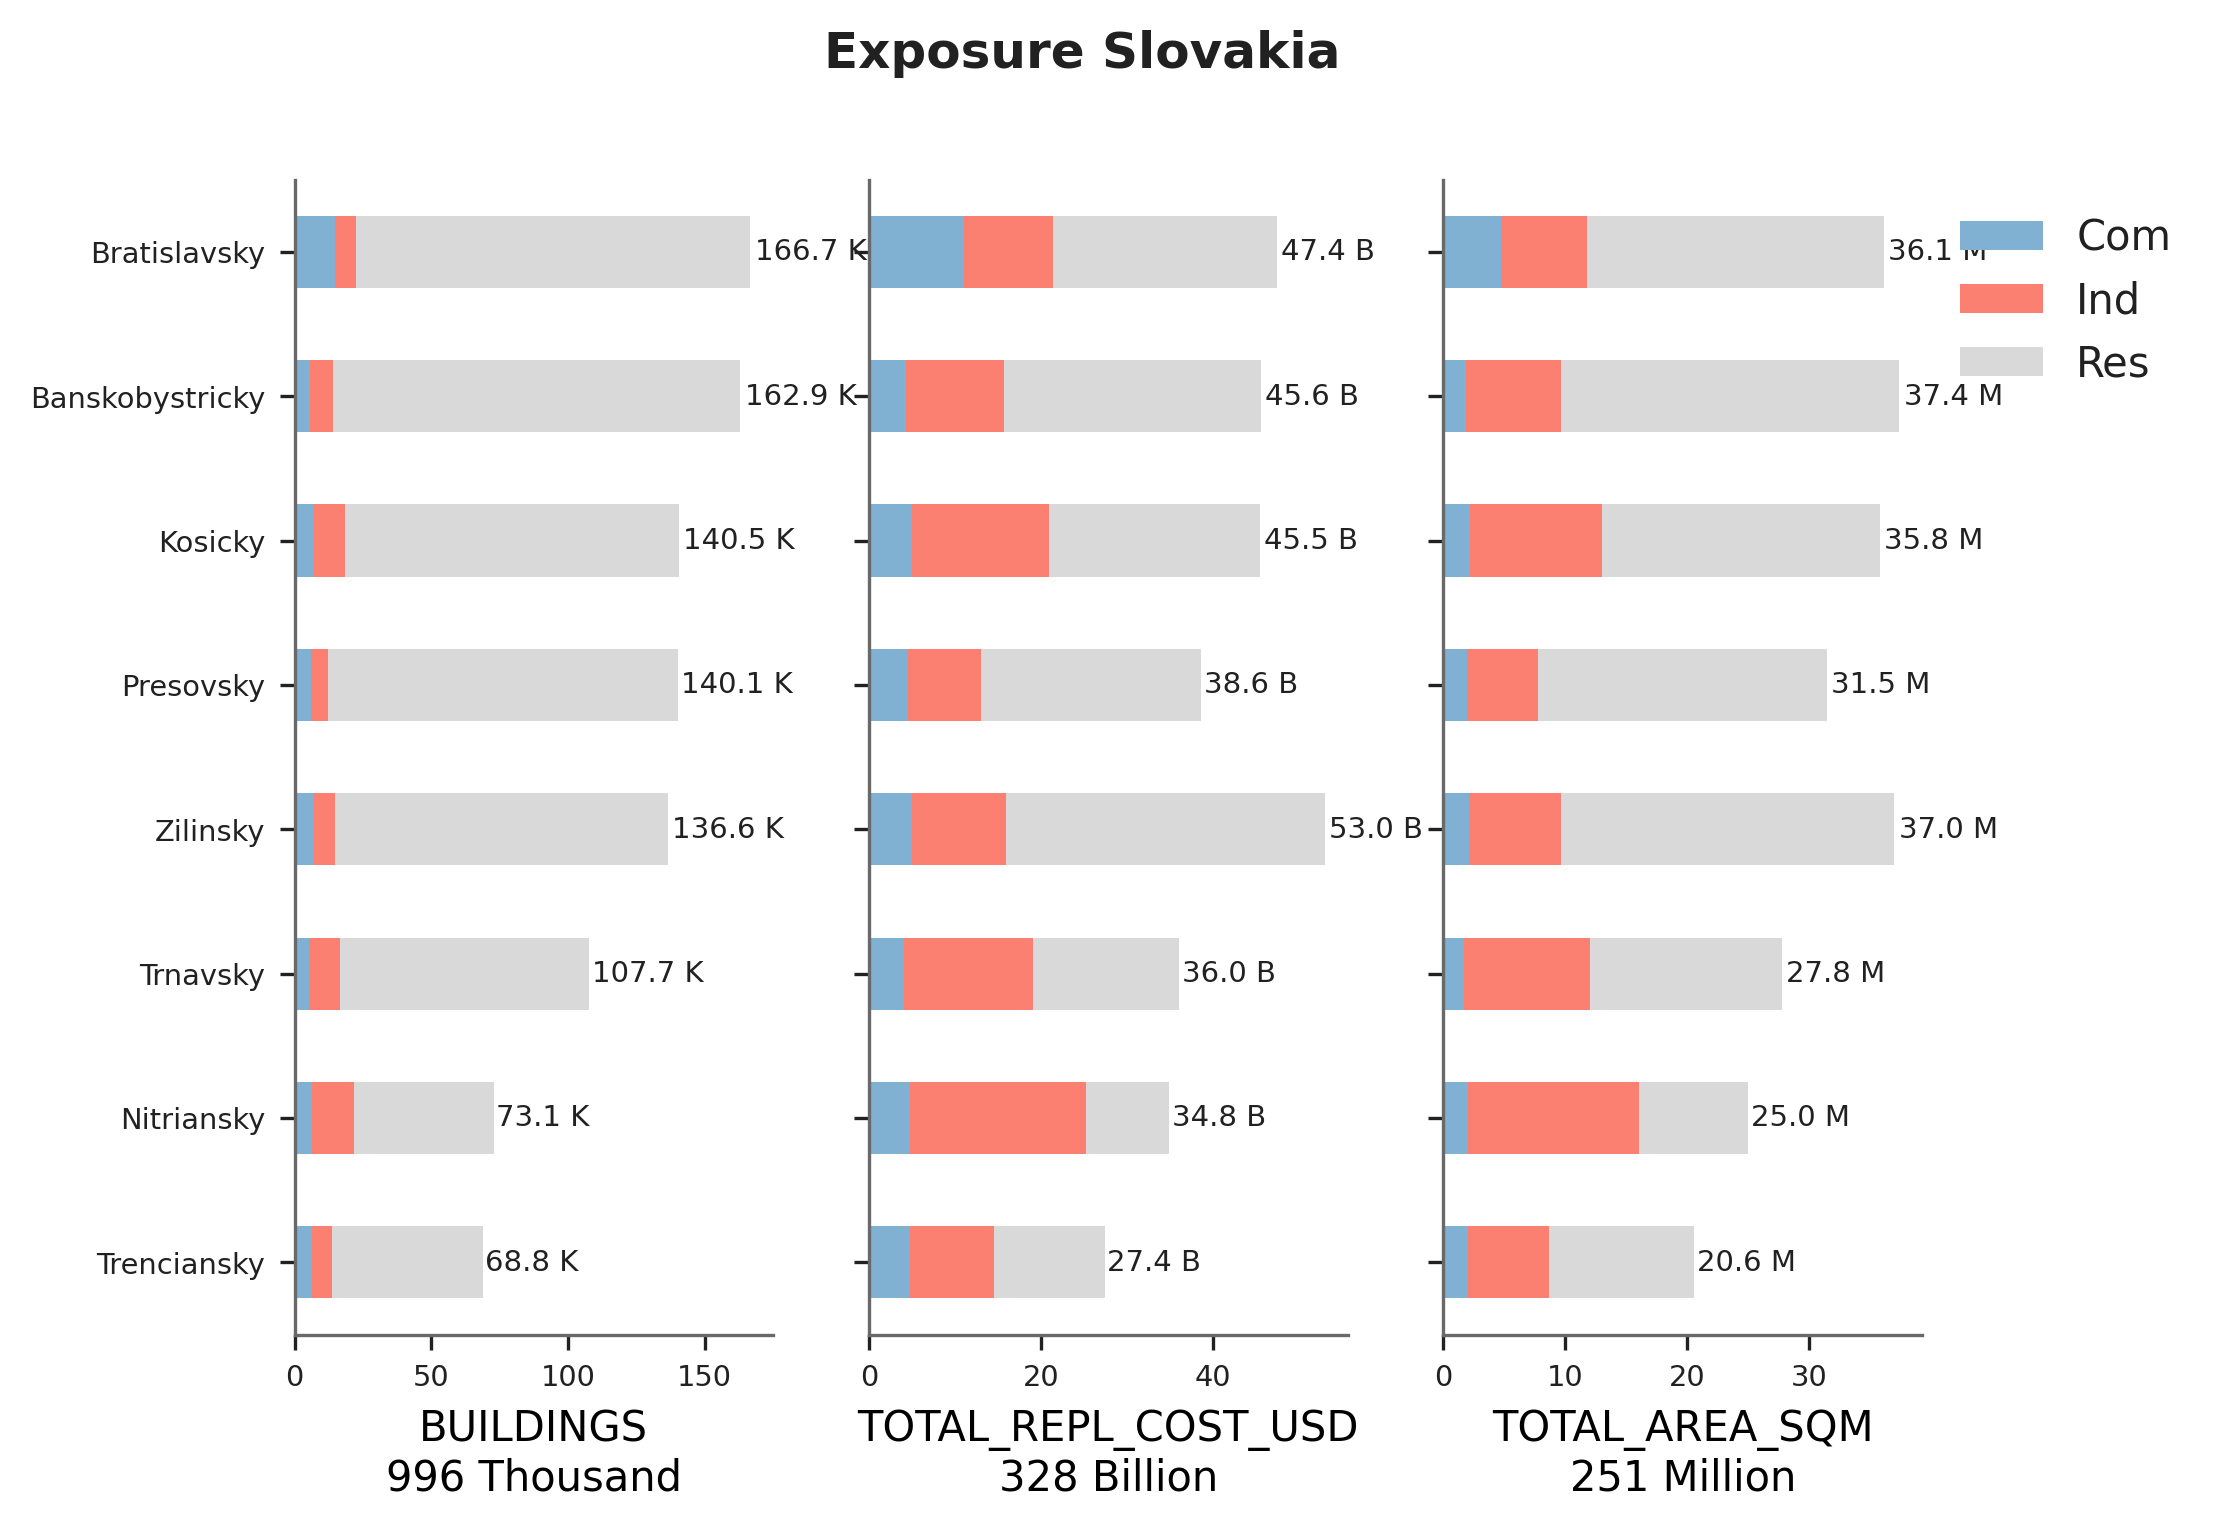 Exposure Slovakia
Bratislavsky
Banskobystricky
Kosicky
Presovsky
Zilinsky
Trnavsky
Nitriansky
Trenciansky
166.7 K
162.9 K
140.5 K
140.1 K
136.6 K
107.7 K
73.1 K
68.8 K
0 50 100 150
BUILDINGS
996 Thousand
47.4 B
45.6 B
45.5 B
38.6 B
53.0 B
36.0 B
34.8 B
27.4 B
0 20 40
TOTAL_REPL_COST_USD
328 Billion
36.1 M
37.4 M
35.8 M
31.5 M
37.0 M
27.8 M
25.0 M
20.6 M
0 10 20 30
TOTAL_AREA_SQM
251 Million
Com
Ind
Res